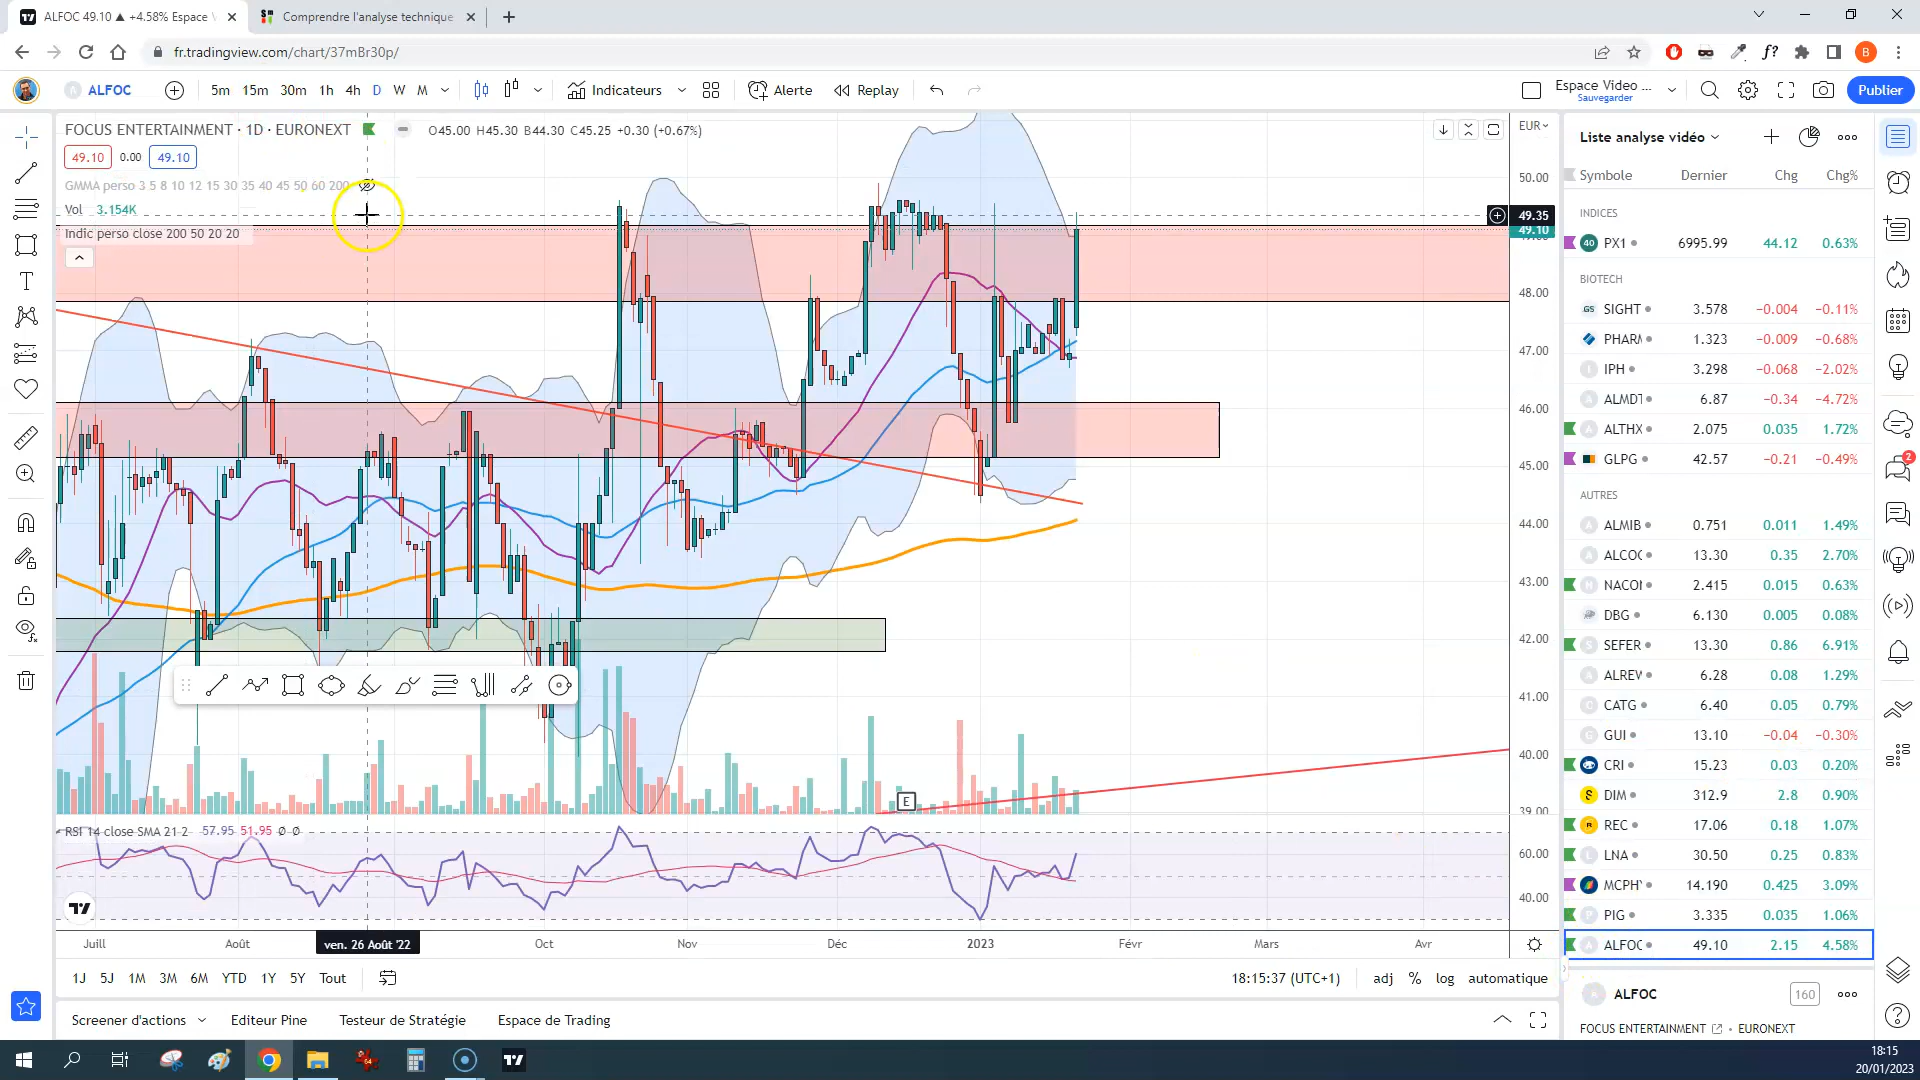 ALFOC 49.10 ▲ +4.58% Espace V
Comprendre l'analyse technique
fr.tradingview.com/chart/37mBr30p/
f?
B
ALFOC
5m 15m 30m 1h 4h D W M
Indicateurs
Alerte
Replay
Espace Video ...
Sauvegarder
Publier
FOCUS ENTERTAINMENT · 1D · EURONEXT
O45.00 H45.30 B44.30 C45.25 +0.30 (+0.67%)
49.10 0.00 49.10
GMMA perso 3 5 8 10 12 15 30 35 40 45 50 60 200
Vol 3.154K
Indic perso close 200 50 20 20
EUR
50.00
49.35
49.10
48.00
47.00
46.00
45.00
44.00
43.00
42.00
41.00
40.00
39.00
E
RSI 14 close SMA 21 2 57.95 51.95 Ø Ø
60.00
40.00
Juill Août ven. 26 Août '22 Oct Nov Déc 2023 Févr Mars Avr
1J 5J 1M 3M 6M YTD 1Y 5Y Tout
18:15:37 (UTC+1) adj % log automatique
Screener d'actions Editeur Pine Testeur de Stratégie Espace de Trading
Liste analyse vidéo
Symbole Dernier Chg Chg%
INDICES
40 PX1 6995.99 44.12 0.63%
BIOTECH
GS SIGHT 3.578 −0.004 −0.11%
PHARM 1.323 −0.009 −0.68%
I IPH 3.298 −0.068 −2.02%
A ALMDT 6.87 −0.34 −4.72%
A ALTHX 2.075 0.035 1.72%
GLPG 42.57 −0.21 −0.49%
AUTRES
A ALMIB 0.751 0.011 1.49%
A ALCOC 13.30 0.35 2.70%
N NACON 2.415 0.015 0.63%
DBG 6.130 0.005 0.08%
S SEFER 13.30 0.86 6.91%
A ALREW 6.28 0.08 1.29%
C CATG 6.40 0.05 0.79%
G GUI 13.10 −0.04 −0.30%
CRI 15.23 0.03 0.20%
DIM 312.9 2.8 0.90%
R REC 17.06 0.18 1.07%
L LNA 30.50 0.25 0.83%
MCPHY 14.190 0.425 3.09%
P PIG 3.335 0.035 1.06%
A ALFOC 49.10 2.15 4.58%
A ALFOC 160
FOCUS ENTERTAINMENT • EURONEXT
2
18:15
20/01/2023